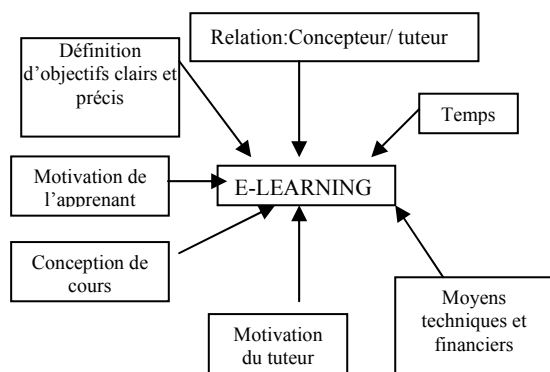 Définition
d’objectifs clairs et
précis
Relation:Concepteur/ tuteur
Temps
Motivation de
l’apprenant
E-LEARNING
Conception de
cours
Motivation
du tuteur
Moyens
techniques et
financiers